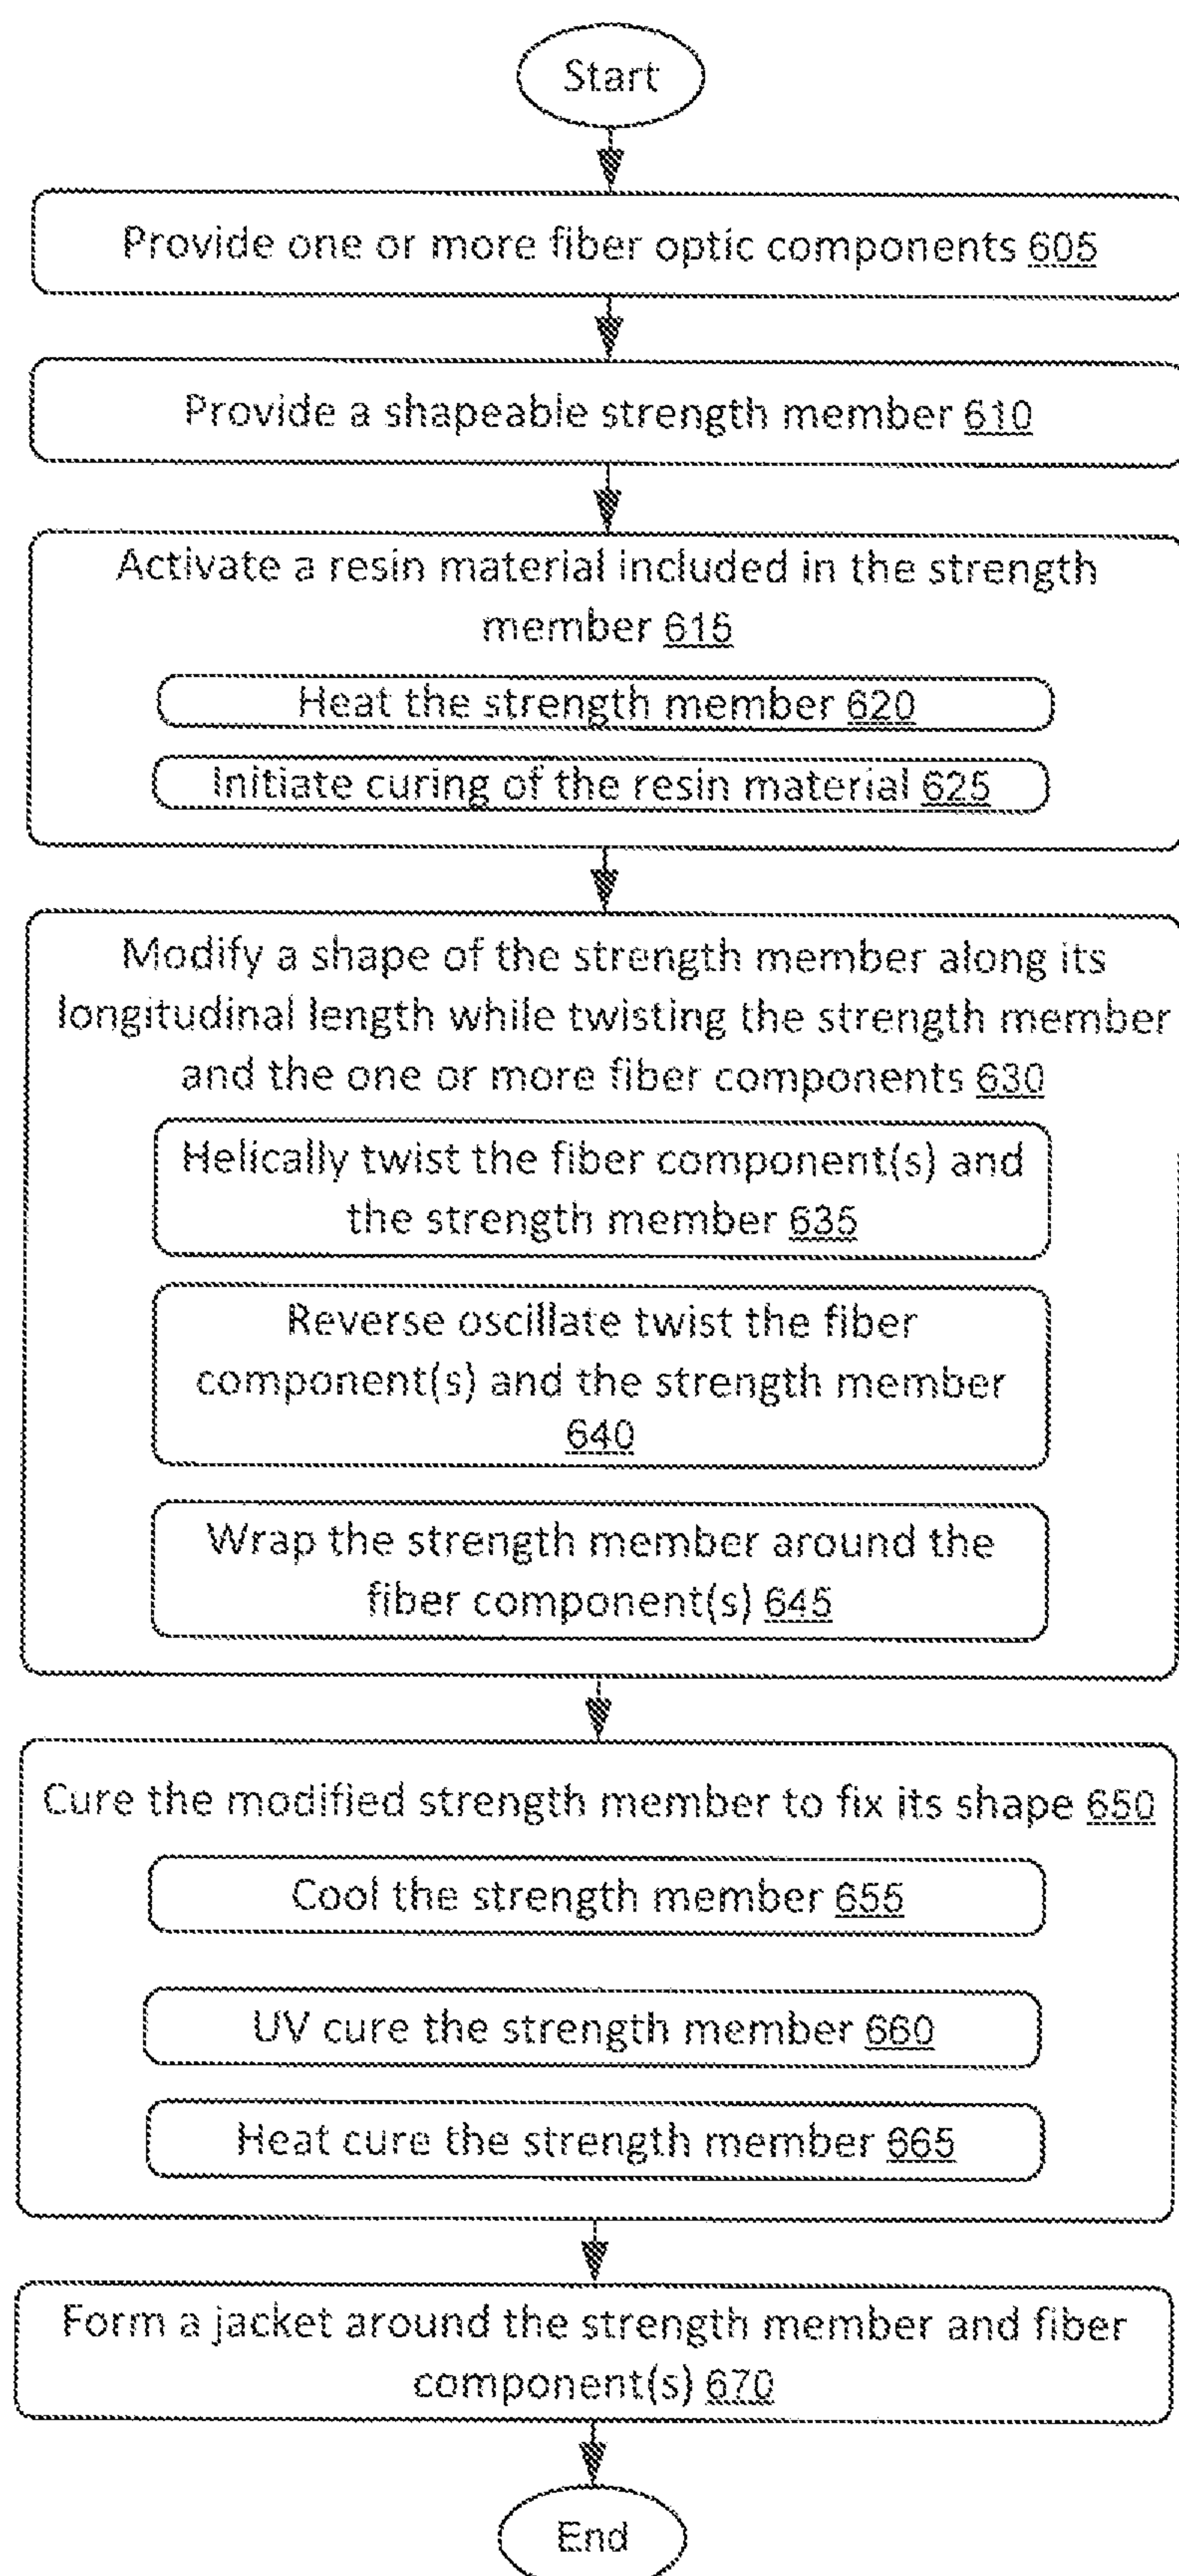 Start
Provide one or more fiber optic components 605
Provide a shapeable strength member 610
Activate a resin material included in the strength
member 615
Heat the strength member 620
Initiate curing of the resin material 625
Modify a shape of the strength member along its
longitudinal length while twisting the strength member
and the one or more fiber components 630
Helically twist the fiber component(s) and
the strength member 635
Reverse oscillate twist the fiber
component(s) and the strength member
640
Wrap the strength member around the
fiber component(s) 645
Cure the modified strength member to fix its shape 650
Cool the strength member 655
UV cure the strength member 660
Heat cure the strength member 665
Form a jacket around the strength member and fiber
component(s) 670
End